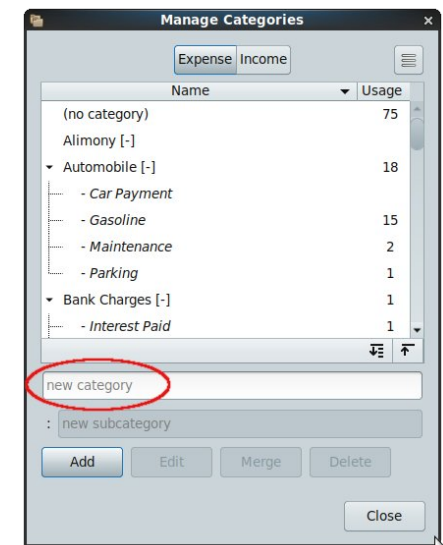 Manage Categories
Expense Income
Name Usage
(no category) 75
Alimony [-]
Automobile [-] 18
- Car Payment
- Gasoline 15
- Maintenance 2
- Parking 1
Bank Charges [-] 1
- Interest Paid 1
new category
: new subcategory
Add Edit Merge Delete
Close